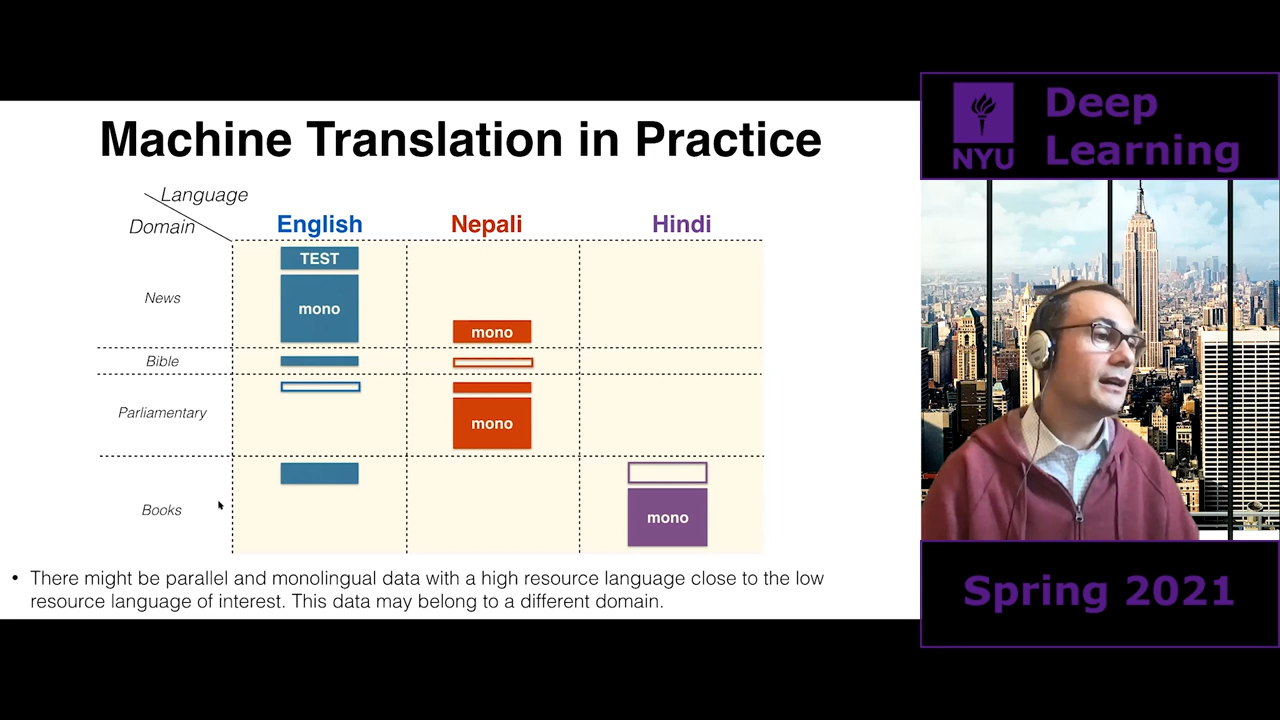 Machine Translation in Practice
Language
Domain
English Nepali Hindi
TEST
News
mono
mono
Bible
Parliamentary
mono
Books
mono
• There might be parallel and monolingual data with a high resource language close to the low
resource language of interest. This data may belong to a different domain.
NYU
Deep
Learning
Spring 2021